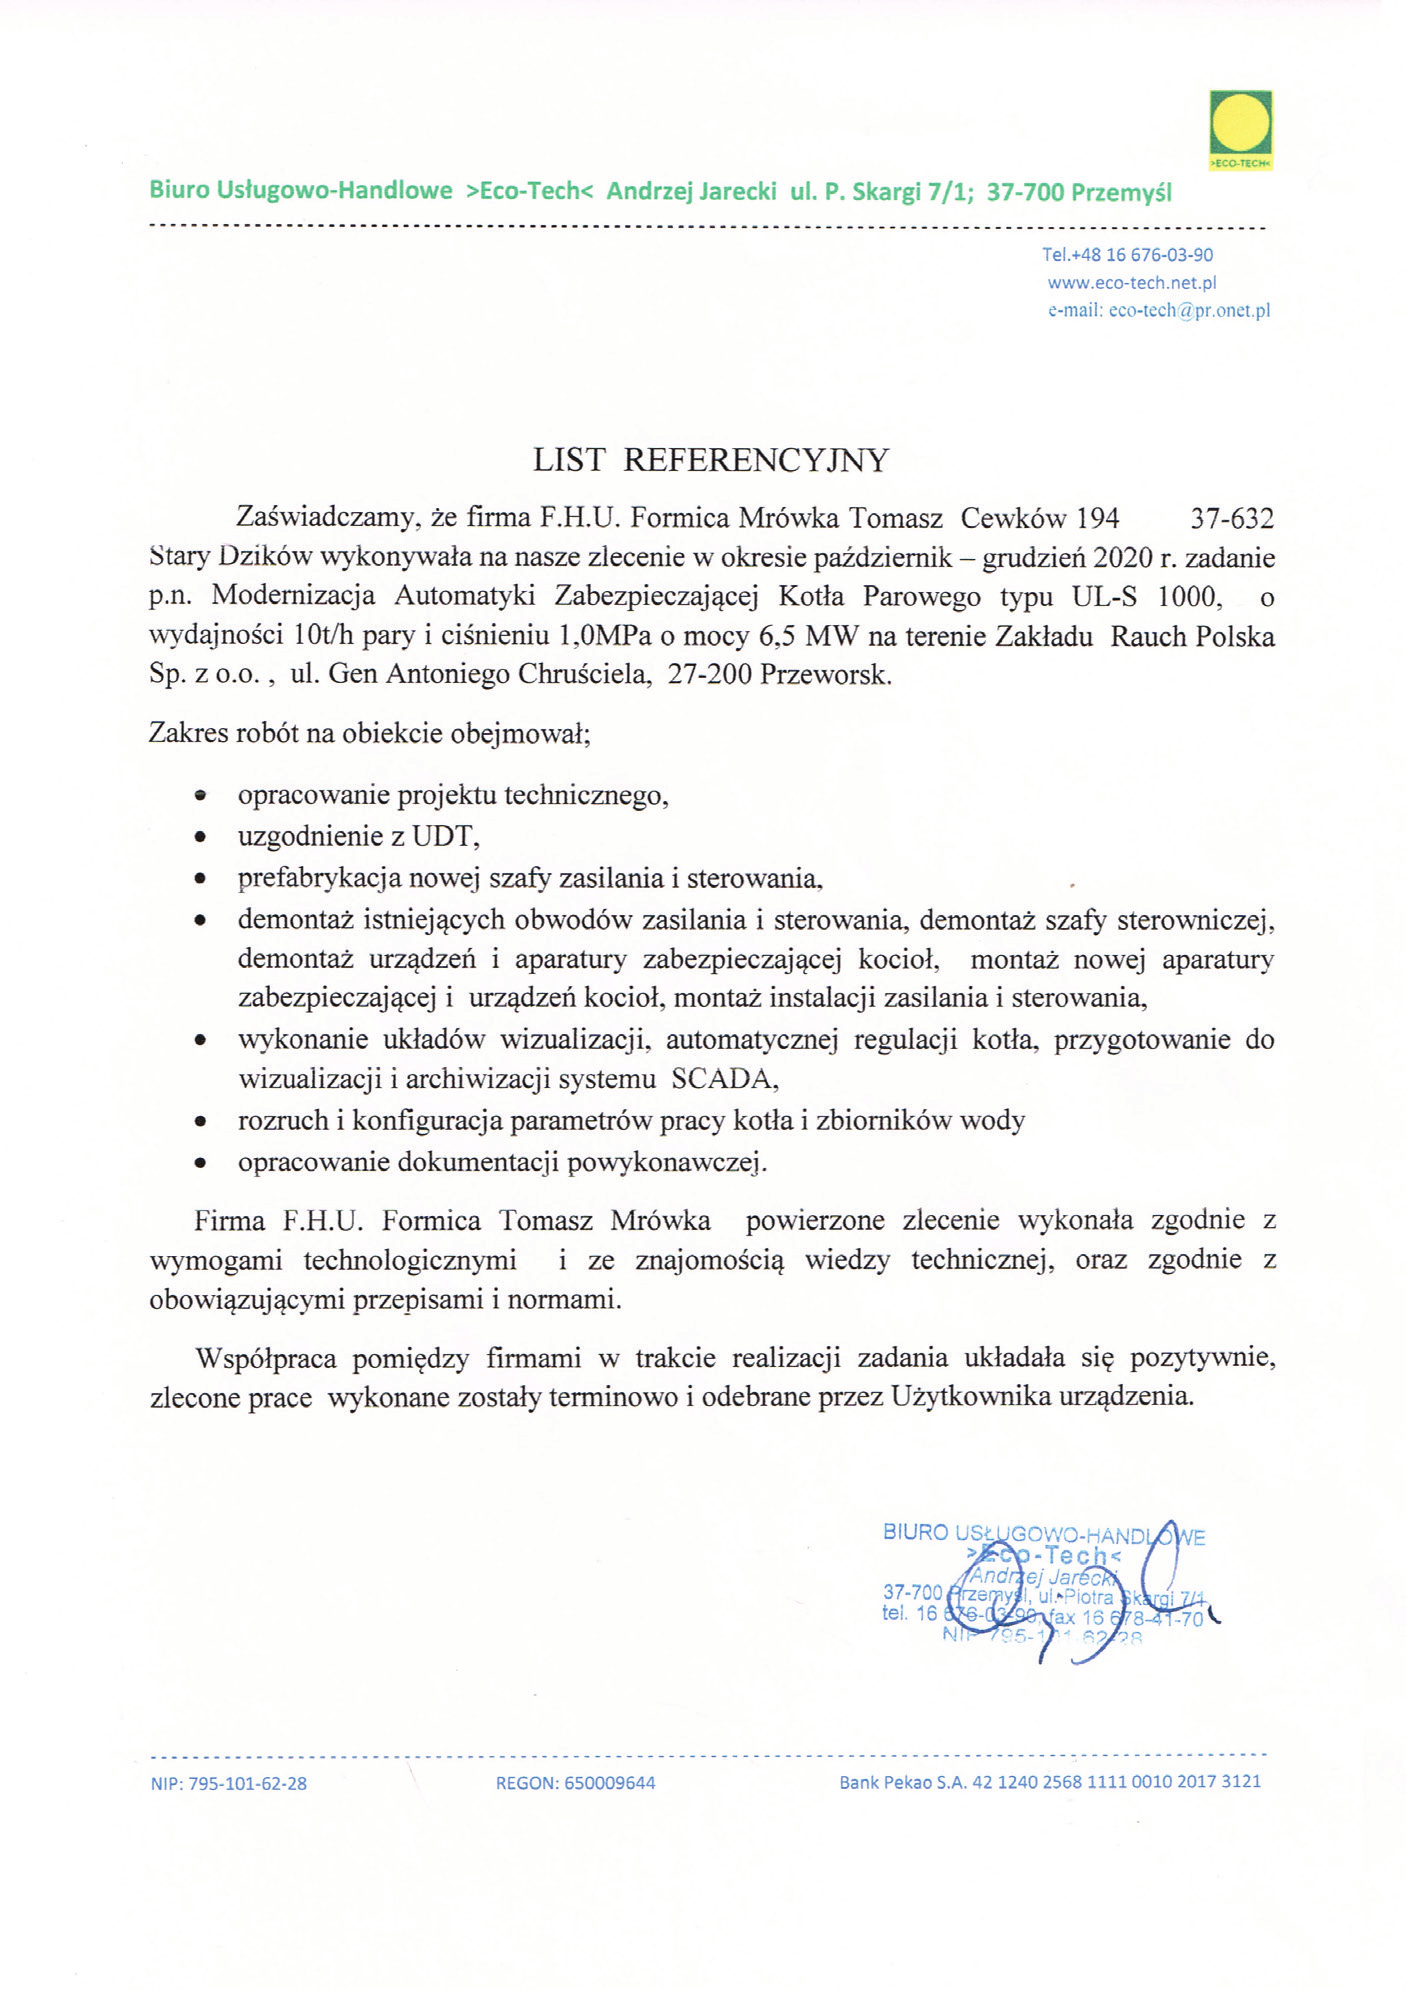 >ECO-TECH<
Biuro Usługowo-Handlowe >Eco-Tech< Andrzej Jarecki ul. P. Skargi 7/1; 37-700 Przemyśl
Tel.+48 16 676-03-90
www.eco-tech.net.pl
e-mail: eco-tech@pr.onet.pl
LIST REFERENCYJNY
Zaświadczamy, że firma F.H.U. Formica Mrówka Tomasz Cewków 194 37-632
Stary Dzików wykonywała na nasze zlecenie w okresie październik – grudzień 2020 r. zadanie
p.n. Modernizacja Automatyki Zabezpieczającej Kotła Parowego typu UL-S 1000, o
wydajności 10t/h pary i ciśnieniu 1,0MPa o mocy 6,5 MW na terenie Zakładu Rauch Polska
Sp. z o.o. , ul. Gen Antoniego Chruściela, 27-200 Przeworsk.
Zakres robót na obiekcie obejmował;
• opracowanie projektu technicznego,
• uzgodnienie z UDT,
• prefabrykacja nowej szafy zasilania i sterowania,
• demontaż istniejących obwodów zasilania i sterowania, demontaż szafy sterowniczej,
demontaż urządzeń i aparatury zabezpieczającej kocioł, montaż nowej aparatury
zabezpieczającej i urządzeń kocioł, montaż instalacji zasilania i sterowania,
• wykonanie układów wizualizacji, automatycznej regulacji kotła, przygotowanie do
wizualizacji i archiwizacji systemu SCADA,
• rozruch i konfiguracja parametrów pracy kotła i zbiorników wody
• opracowanie dokumentacji powykonawczej.
Firma F.H.U. Formica Tomasz Mrówka powierzone zlecenie wykonała zgodnie z
wymogami technologicznymi i ze znajomością wiedzy technicznej, oraz zgodnie z
obowiązującymi przepisami i normami.
Współpraca pomiędzy firmami w trakcie realizacji zadania układała się pozytywnie,
zlecone prace wykonane zostały terminowo i odebrane przez Użytkownika urządzenia.
BIURO USŁUGOWO-HANDLOWE
>Eco-Tech<
Andrzej Jarecki
37-700 Przemyśl, ul. Piotra Skargi 7/1
tel. 16 676-03-90, fax 16 678-41-70
NIP 795-101-62-28
NIP: 795-101-62-28 REGON: 650009644 Bank Pekao S.A. 42 1240 2568 1111 0010 2017 3121